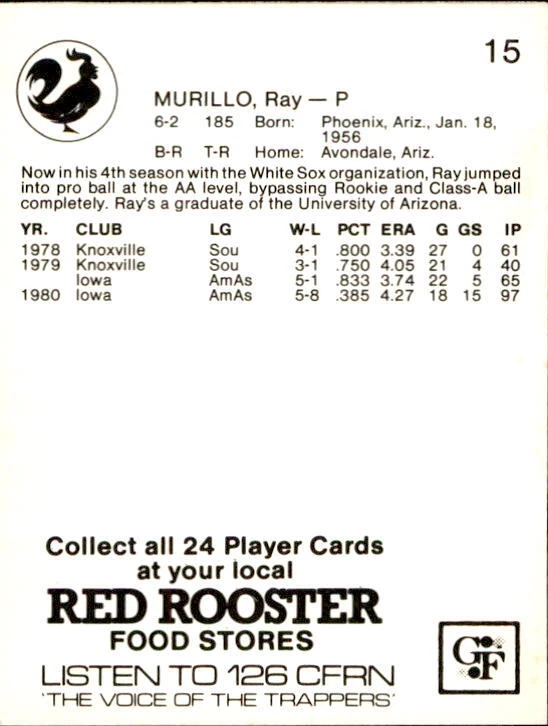 15
MURILLO, Ray — P
6-2 185 Born: Phoenix, Ariz., Jan. 18,
1956
B-R T-R Home: Avondale, Ariz.
Now in his 4th season with the White Sox organization, Ray jumped
into pro ball at the AA level, bypassing Rookie and Class-A ball
completely. Ray's a graduate of the University of Arizona.
YR. CLUB LG W-L PCT ERA G GS IP
1978 Knoxville Sou 4-1 .800 3.39 27 0 61
1979 Knoxville Sou 3-1 .750 4.05 21 4 40
Iowa AmAs 5-1 .833 3.74 22 5 65
1980 Iowa AmAs 5-8 .385 4.27 18 15 97
Collect all 24 Player Cards
at your local
RED ROOSTER
FOOD STORES
LISTEN TO 126 CFRN
'THE VOICE OF THE TRAPPERS'
GF